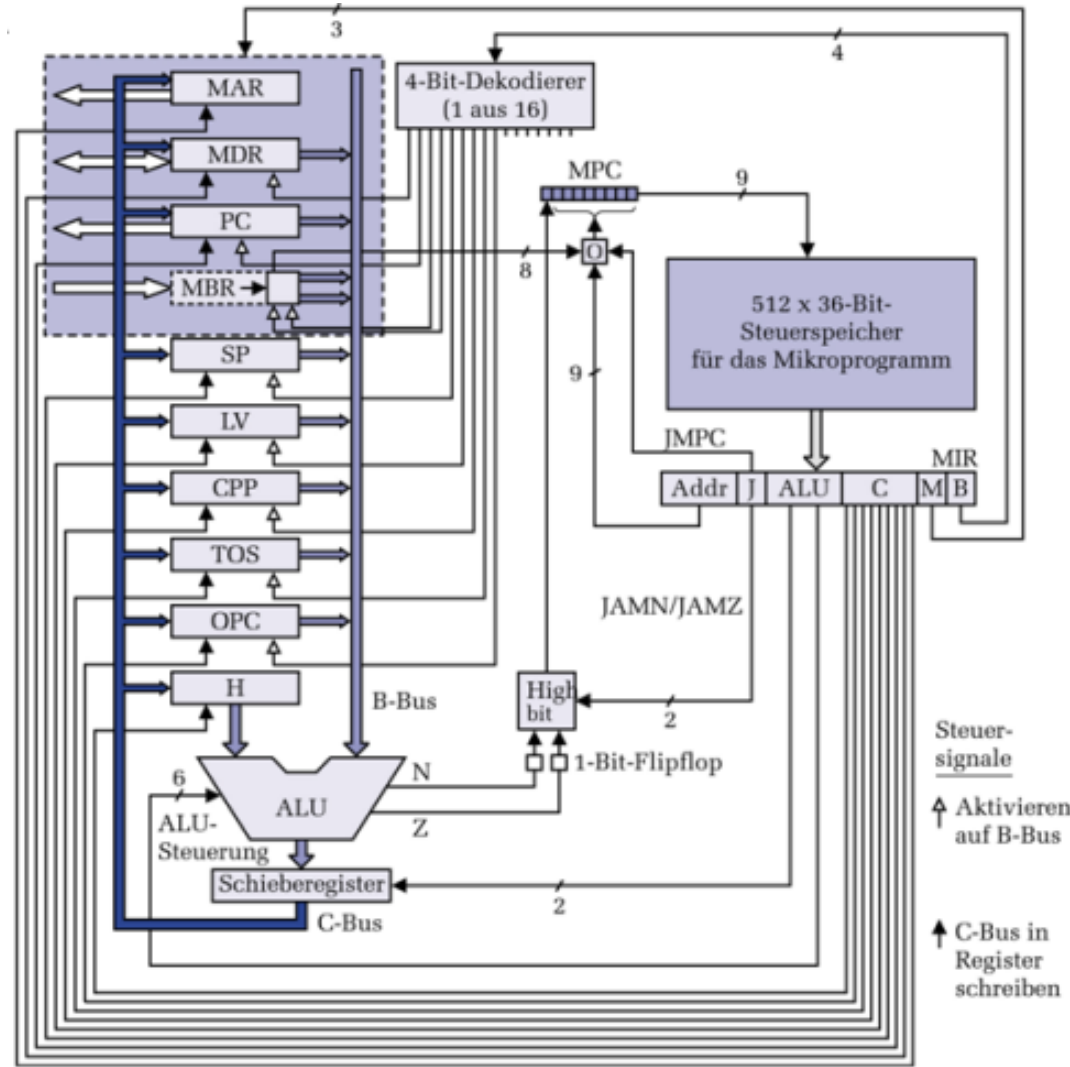 3
4
4-Bit-Dekodierer
(1 aus 16)
MAR
MDR
PC
MBR
SP
LV
CPP
TOS
OPC
H
MPC
9
O
8
9
512 x 36-Bit-
Steuerspeicher
für das Mikroprogramm
JMPC
MIR
Addr J ALU C M B
JAMN/JAMZ
High
bit
2
B-Bus
1-Bit-Flipflop
N
Z
6
ALU
ALU-
Steuerung
Schieberegister
2
C-Bus
Steuer-
signale
Aktivieren
auf B-Bus
C-Bus in
Register
schreiben